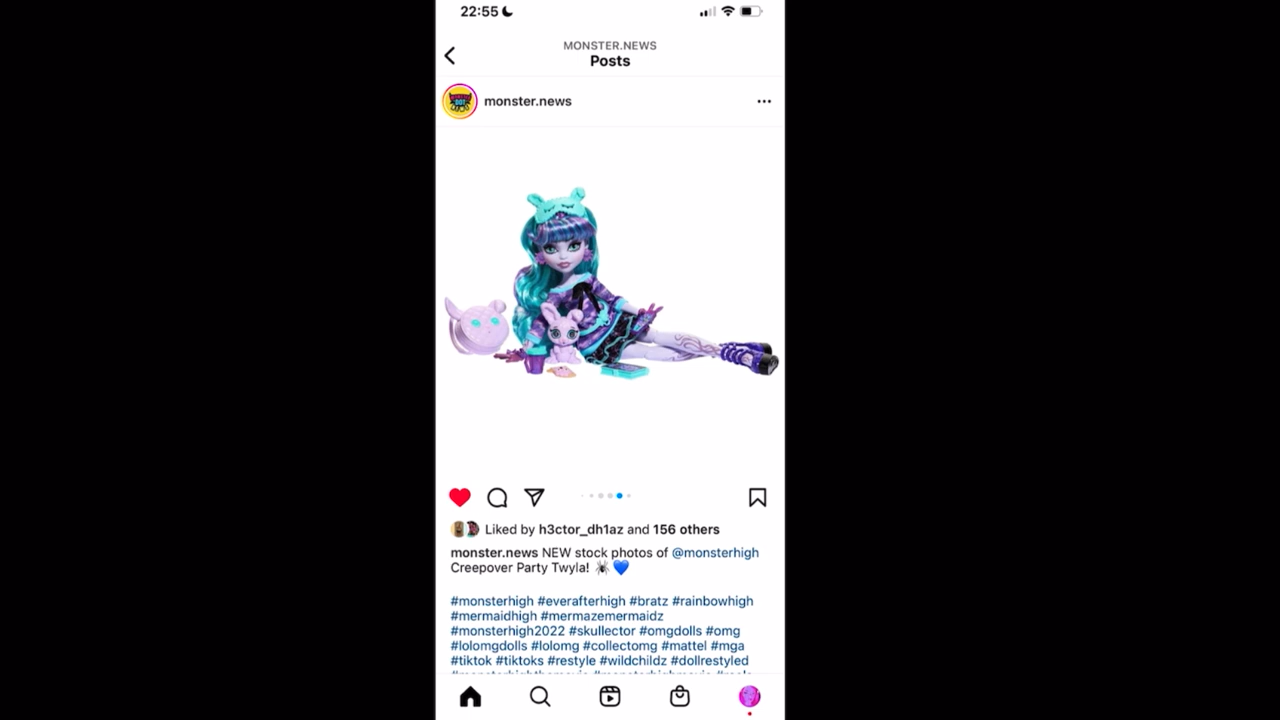 22:55
MONSTER.NEWS
Posts
monster.news
Liked by h3ctor_dh1az and 156 others
monster.news NEW stock photos of @monsterhigh
Creepover Party Twyla! 🕷💙
#monsterhigh #everafterhigh #bratz #rainbowhigh
#mermaidhigh #mermazemermaidz
#monsterhigh2022 #skullector #omgdolls #omg
#lolomgdolls #lolomg #collectomg #mattel #mga
#tiktok #tiktoks #restyle #wildchildz #dollrestyled